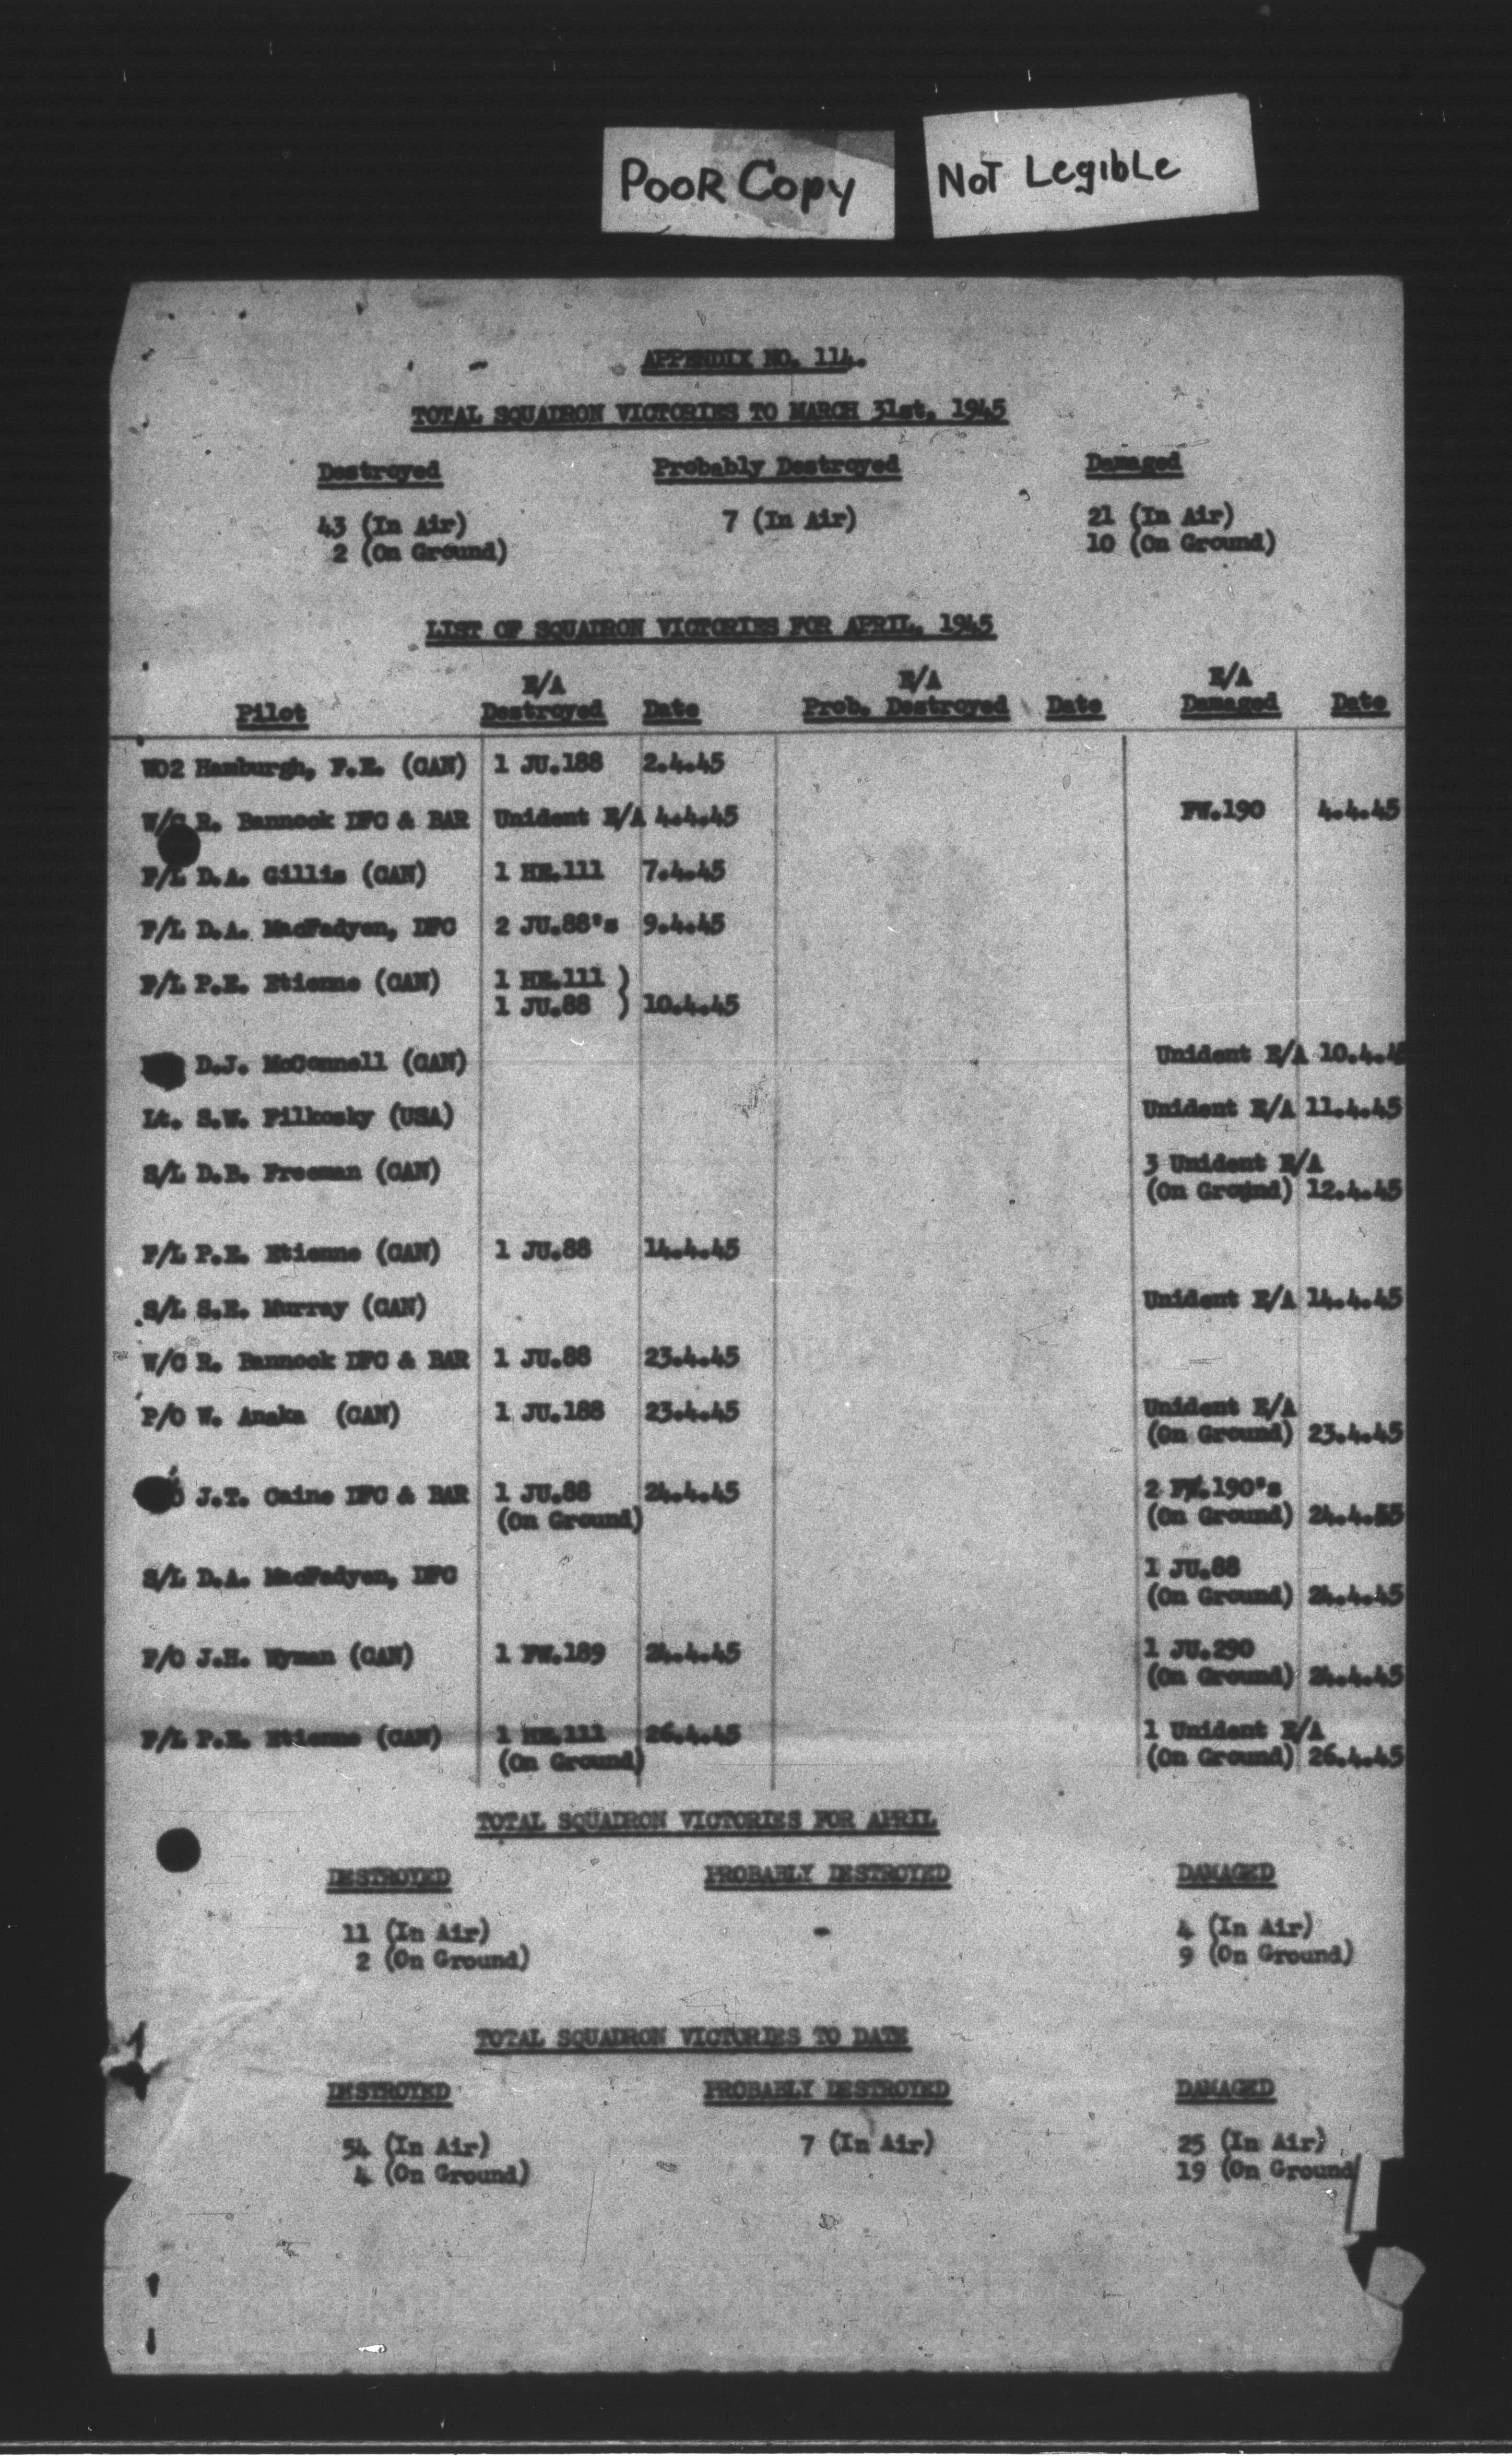 POOR COPY
NOT LEGIBLE
APPENDIX NO. 114.
TOTAL SQUADRON VICTORIES TO MARCH 31st, 1945
Destroyed Probably Destroyed Damaged
43 (In Air) 7 (In Air) 21 (In Air)
2 (On Ground) 10 (On Ground)
LIST OF SQUADRON VICTORIES FOR APRIL, 1945
E/A E/A E/A
Pilot Destroyed Date Prob. Destroyed Date Damaged Date
WO2 Hamburgh, F.E. (CAN) 1 JU.188 2.4.45
W/C R. Bannock DFC & BAR Unident E/A 4.4.45 FW.190 4.4.45
F/L D.A. Gillis (CAN) 1 HE.111 7.4.45
F/L D.A. MacFadyen, DFC 2 JU.88's 9.4.45
F/L P.E. Etienne (CAN) 1 HE.111 )
1 JU.88 ) 10.4.45
D.J. McConnell (CAN) Unident E/A 10.4.45
Lt. S.W. Filkosky (USA) Unident E/A 11.4.45
S/L D.B. Freeman (CAN) 3 Unident E/A
(On Ground) 12.4.45
F/L P.E. Etienne (CAN) 1 JU.88 14.4.45
S/L S.E. Murray (CAN) Unident E/A 14.4.45
W/C R. Bannock DFC & BAR 1 JU.88 23.4.45
P/O W. Anaka (CAN) 1 JU.188 23.4.45 Unident E/A
(On Ground) 23.4.45
J.T. Caine DFC & BAR 1 JU.88 24.4.45 2 FW.190's
(On Ground) (On Ground) 24.4.55
S/L D.A. MacFadyen, DFC 1 JU.88
(On Ground) 24.4.45
F/O J.H. Wyman (CAN) 1 FW.189 24.4.45 1 JU.290
(On Ground) 24.4.45
F/L P.E. Etienne (CAN) 1 HE.111 26.4.45 1 Unident E/A
(On Ground) (On Ground) 26.4.45
TOTAL SQUADRON VICTORIES FOR APRIL
DESTROYED PROBABLY DESTROYED DAMAGED
11 (In Air) - 4 (In Air)
2 (On Ground) 9 (On Ground)
TOTAL SQUADRON VICTORIES TO DATE
DESTROYED PROBABLY DESTROYED DAMAGED
54 (In Air) 7 (In Air) 25 (In Air)
4 (On Ground) 19 (On Ground